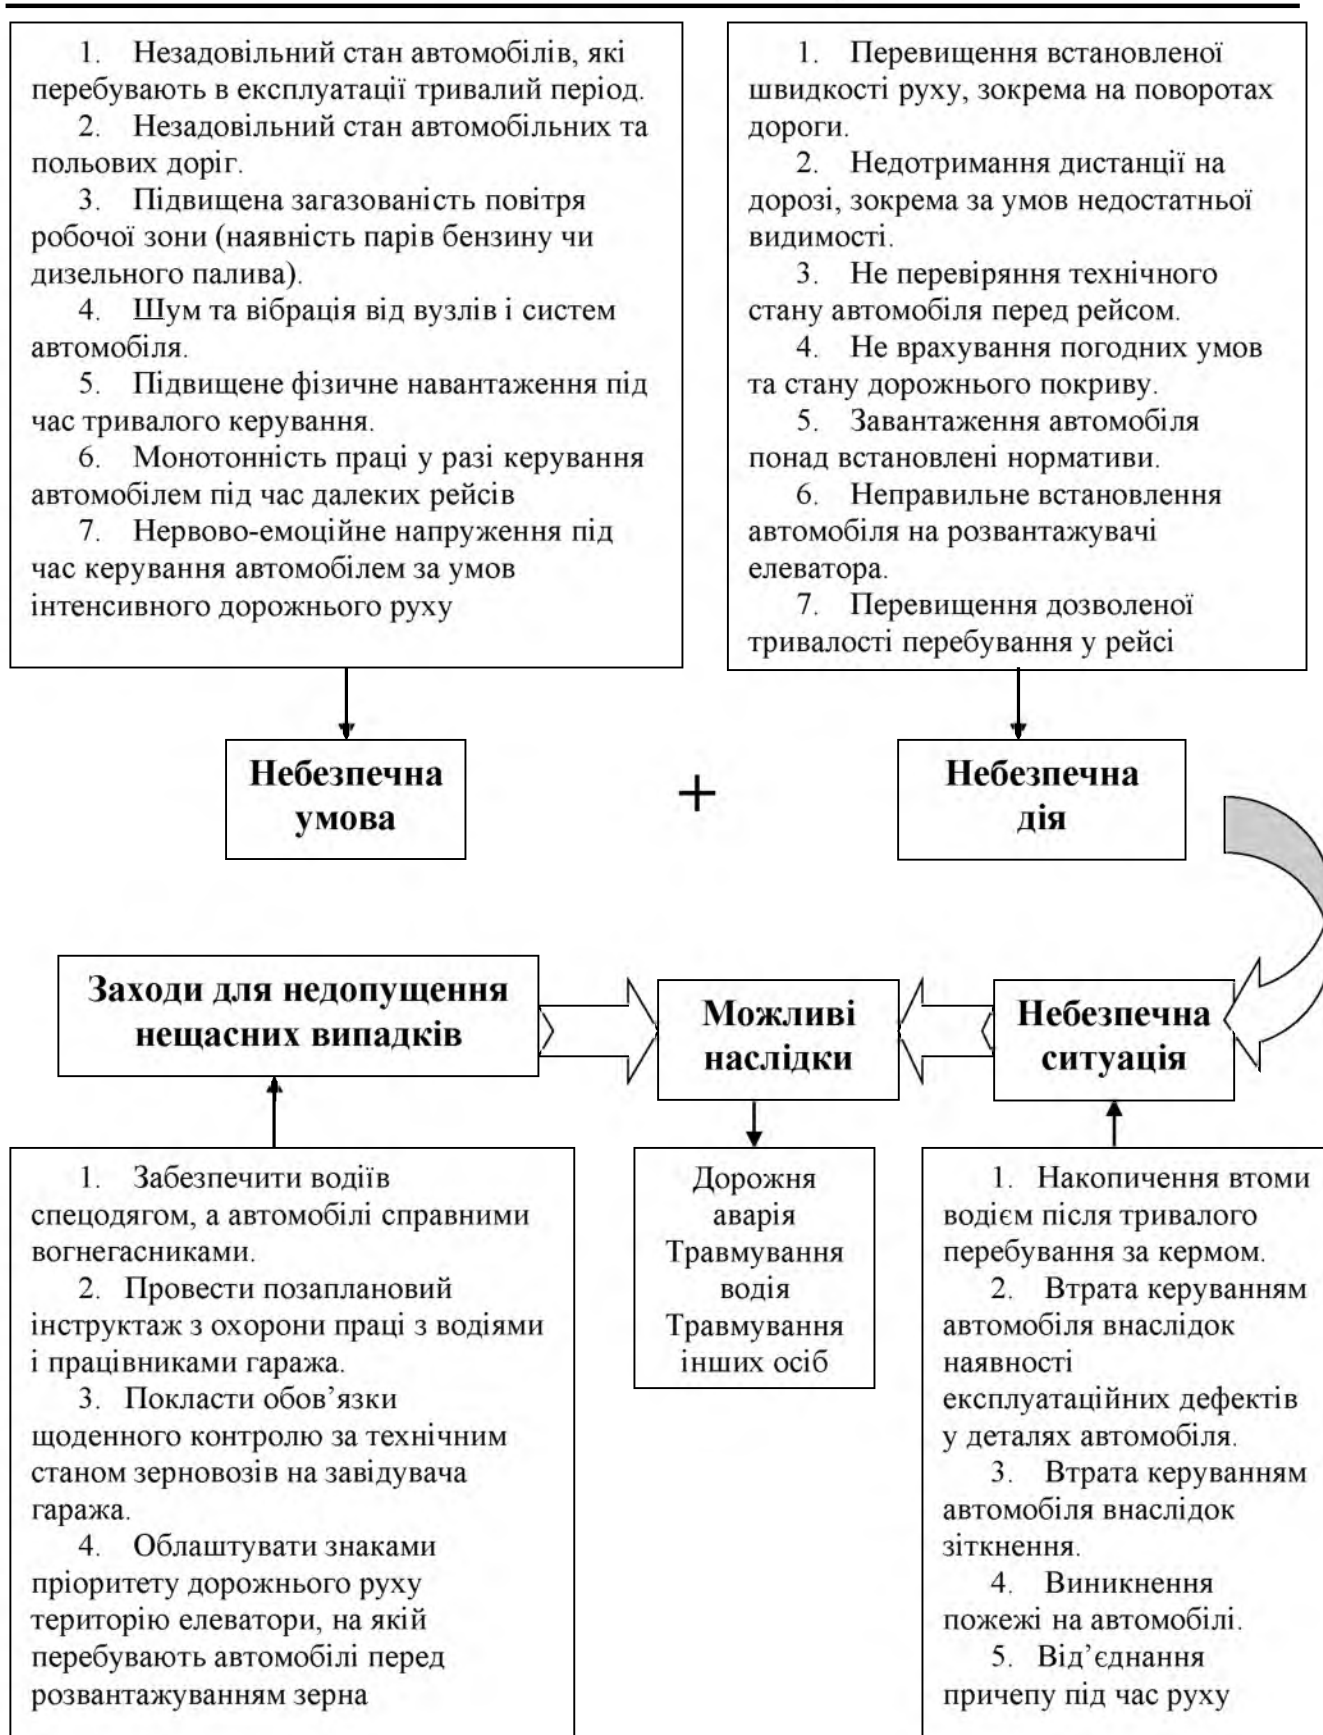 1. Незадовільний стан автомобілів, які
перебувають в експлуатації тривалий період.
2. Незадовільний стан автомобільних та
польових доріг.
3. Підвищена загазованість повітря
робочої зони (наявність парів бензину чи
дизельного палива).
4. Шум та вібрація від вузлів і систем
автомобіля.
5. Підвищене фізичне навантаження під
час тривалого керування.
6. Монотонність праці у разі керування
автомобілем під час далеких рейсів
7. Нервово-емоційне напруження під
час керування автомобілем за умов
інтенсивного дорожнього руху
1. Перевищення встановленої
швидкості руху, зокрема на поворотах
дороги.
2. Недотримання дистанції на
дорозі, зокрема за умов недостатньої
видимості.
3. Не перевіряння технічного
стану автомобіля перед рейсом.
4. Не врахування погодних умов
та стану дорожнього покриву.
5. Завантаження автомобіля
понад встановлені нормативи.
6. Неправильне встановлення
автомобіля на розвантажувачі
елеватора.
7. Перевищення дозволеної
тривалості перебування у рейсі
Небезпечна
умова
+
Небезпечна
дія
Заходи для недопущення
нещасних випадків
Можливі
наслідки
Небезпечна
ситуація
1. Забезпечити водіїв
спецодягом, а автомобілі справними
вогнегасниками.
2. Провести позаплановий
інструктаж з охорони праці з водіями
і працівниками гаража.
3. Покласти обов’язки
щоденного контролю за технічним
станом зерновозів на завідувача
гаража.
4. Облаштувати знаками
пріоритету дорожнього руху
територію елеватори, на якій
перебувають автомобілі перед
розвантажуванням зерна
Дорожня
аварія
Травмування
водія
Травмування
інших осіб
1. Накопичення втоми
водієм після тривалого
перебування за кермом.
2. Втрата керуванням
автомобіля внаслідок
наявності
експлуатаційних дефектів
у деталях автомобіля.
3. Втрата керуванням
автомобіля внаслідок
зіткнення.
4. Виникнення
пожежі на автомобілі.
5. Від’єднання
причепу під час руху